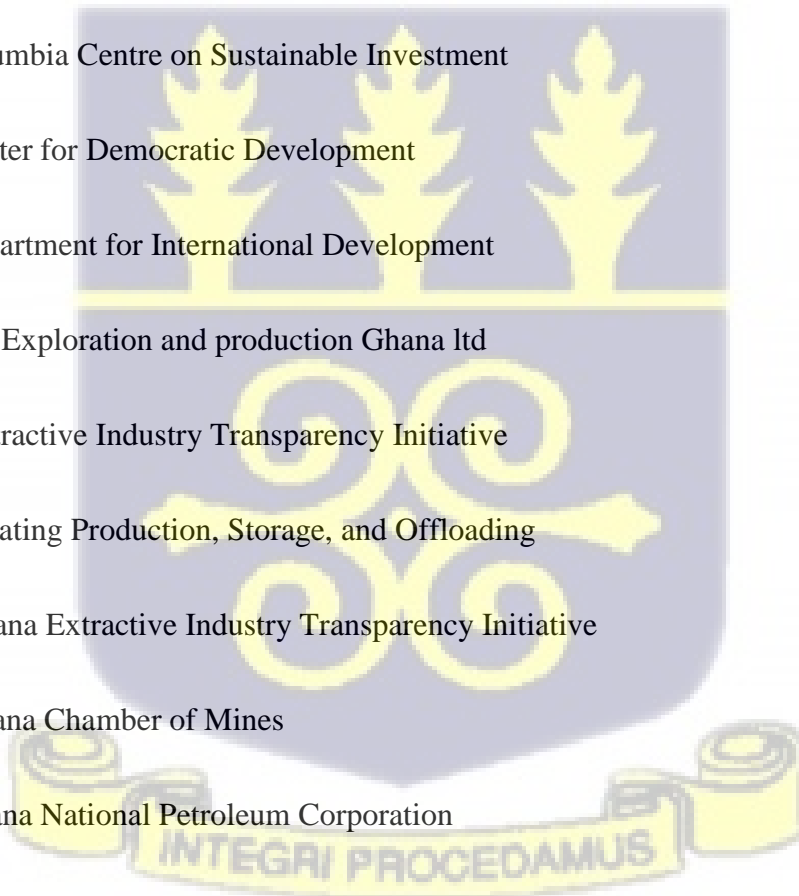 umbia Centre on Sustainable Investment
ter for Democratic Development
artment for International Development
Exploration and production Ghana ltd
ractive Industry Transparency Initiative
ating Production, Storage, and Offloading
ana Extractive Industry Transparency Initiative
ana Chamber of Mines
ana National Petroleum Corporation
INTEGRI PROCEDAMUS